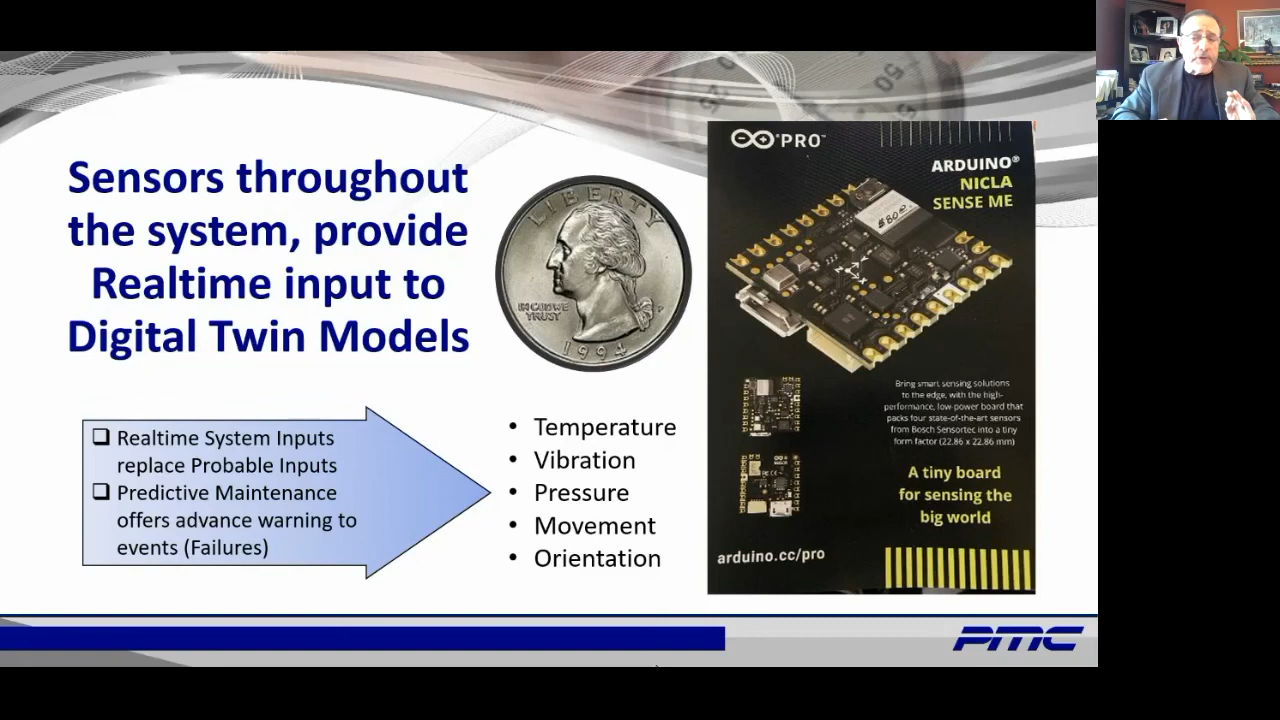 Sensors throughout
the system, provide
Realtime input to
Digital Twin Models
Realtime System Inputs
replace Probable Inputs
Predictive Maintenance
offers advance warning to
events (Failures)
LIBERTY
IN GOD WE
TRUST
P
1994
• Temperature
• Vibration
• Pressure
• Movement
• Orientation
PRO™
ARDUINO®
NICLA
SENSE ME
Bring smart sensing solutions
to the edge, with the high-
performance, low-power board that
packs four state-of-the-art sensors
from Bosch Sensortec into a tiny
form factor (22.86 x 22.86 mm)
A tiny board
for sensing the
big world
arduino.cc/pro
PMC